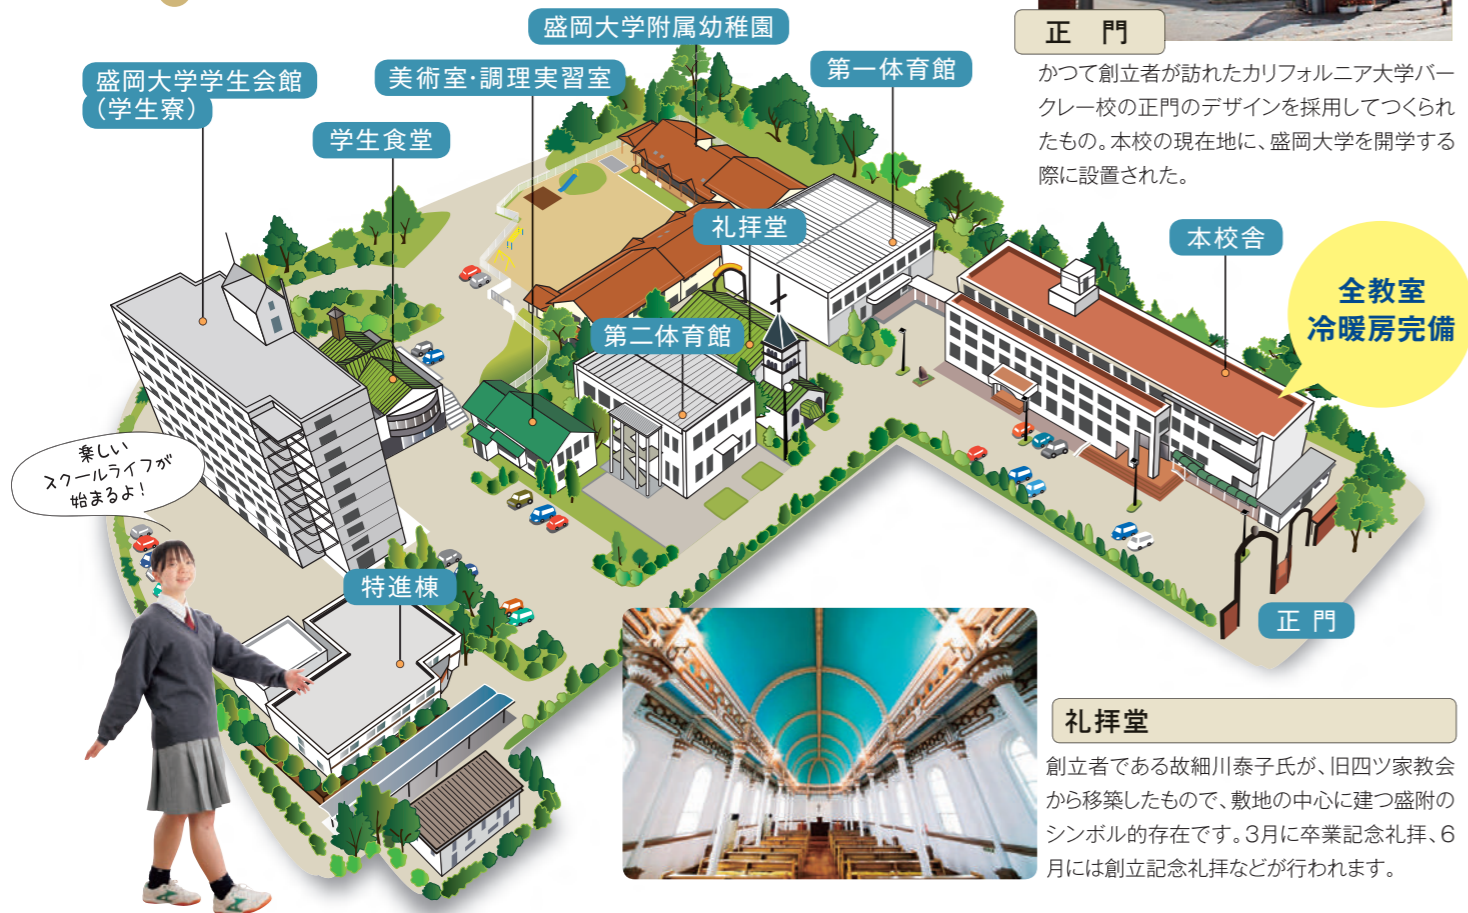 盛岡大学附属幼稚園
盛岡大学学生会館
(学生寮)
美術室・調理実習室
第一体育館
学生食堂
礼拝堂
本校舎
第二体育館
特進棟
正門
全教室
冷暖房完備
楽しい
スクールライフが
始まるよ!
正門
かつて創立者が訪れたカリフォルニア大学バー
クレー校の正門のデザインを採用してつくられ
たもの。本校の現在地に、盛岡大学を開学する
際に設置された。
礼拝堂
創立者である故細川泰子氏が、旧四ツ家教会
から移築したもので、敷地の中心に建つ盛附の
シンボル的存在です。3月に卒業記念礼拝、6
月には創立記念礼拝などが行われます。